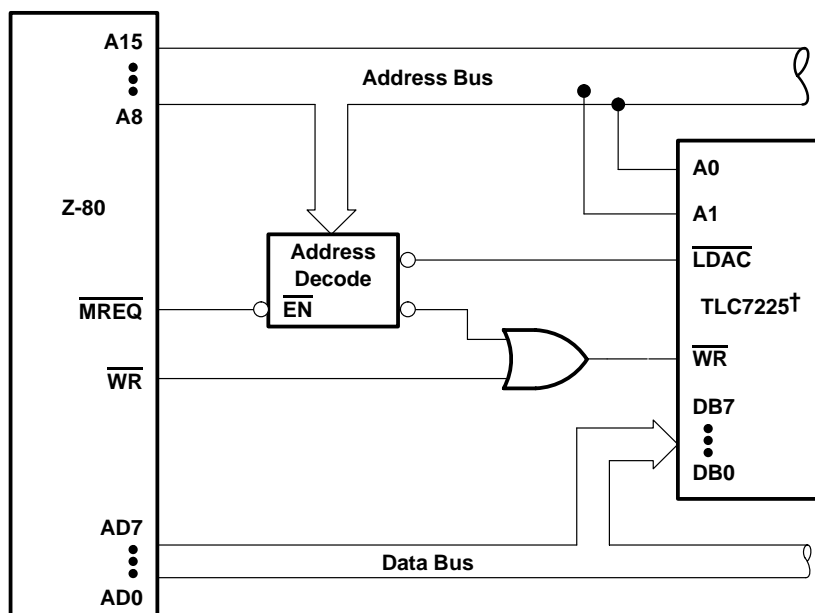 A15
A8
Z-80
MREQ
WR
AD7
AD0
Address Bus
Address
Decode
EN
Data Bus
A0
A1
LDAC
TLC7225†
WR
DB7
DB0